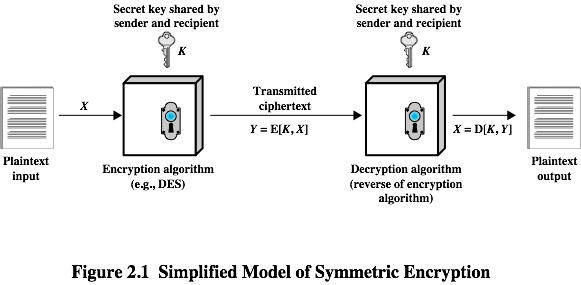 Secret key shared by
sender and recipient
K
Secret key shared by
sender and recipient
K
X
Transmitted
ciphertext
Y = E[K, X]
X = D[K, Y]
Plaintext
input
Encryption algorithm
(e.g., DES)
Decryption algorithm
(reverse of encryption
algorithm)
Plaintext
output
Figure 2.1 Simplified Model of Symmetric Encryption